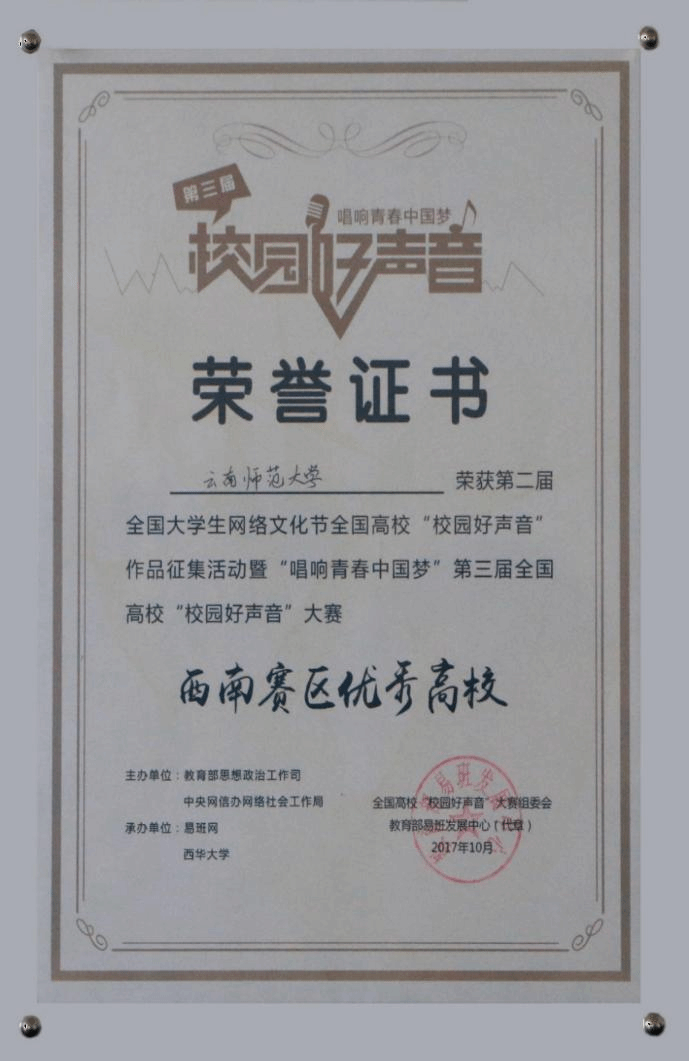 第三届
唱响青春中国梦
校园好声音
荣誉证书
云南师范大学 荣获第二届
全国大学生网络文化节全国高校“校园好声音”
作品征集活动暨“唱响青春中国梦”第三届全国
高校“校园好声音”大赛
西南赛区优秀高校
主办单位：教育部思想政治工作司
中央网信办网络社会工作局
承办单位：易班网
西华大学
全国高校“校园好声音”大赛组委会
教育部易班发展中心（代章）
2017年10月
易班发展